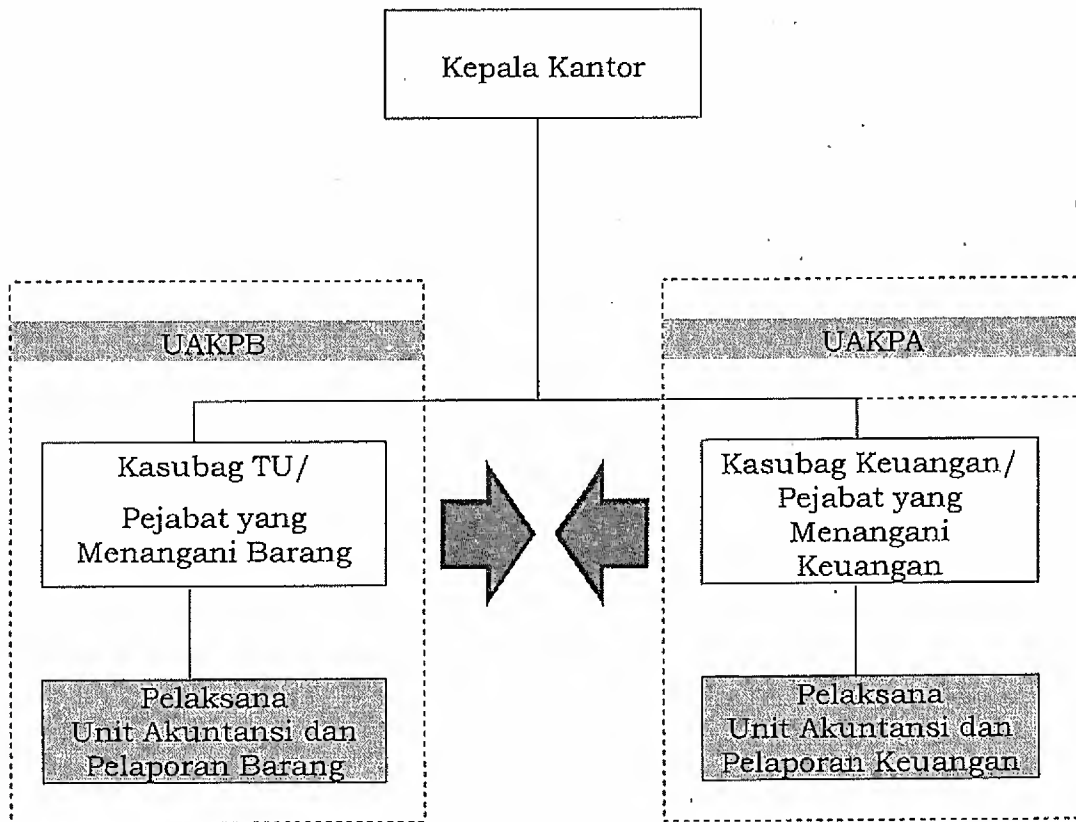 Kepala Kantor
UAKPB
Kasubag TU/
Pejabat yang
Menangani Barang
Pelaksana
Unit Akuntansi dan
Pelaporan Barang
UAKPA
Kasubag Keuangan/
Pejabat yang
Menangani
Keuangan
Pelaksana
Unit Akuntansi dan
Pelaporan Keuangan